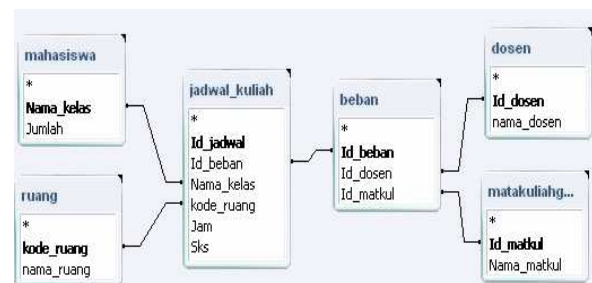 mahasiswa
*
Nama_kelas
Jumlah
ruang
*
kode_ruang
nama_ruang
jadwal_kuliah
*
Id_jadwal
Id_beban
Nama_kelas
kode_ruang
Jam
Sks
beban
*
Id_beban
Id_dosen
Id_matkul
dosen
*
Id_dosen
nama_dosen
matakuliahg...
*
Id_matkul
Nama_matkul